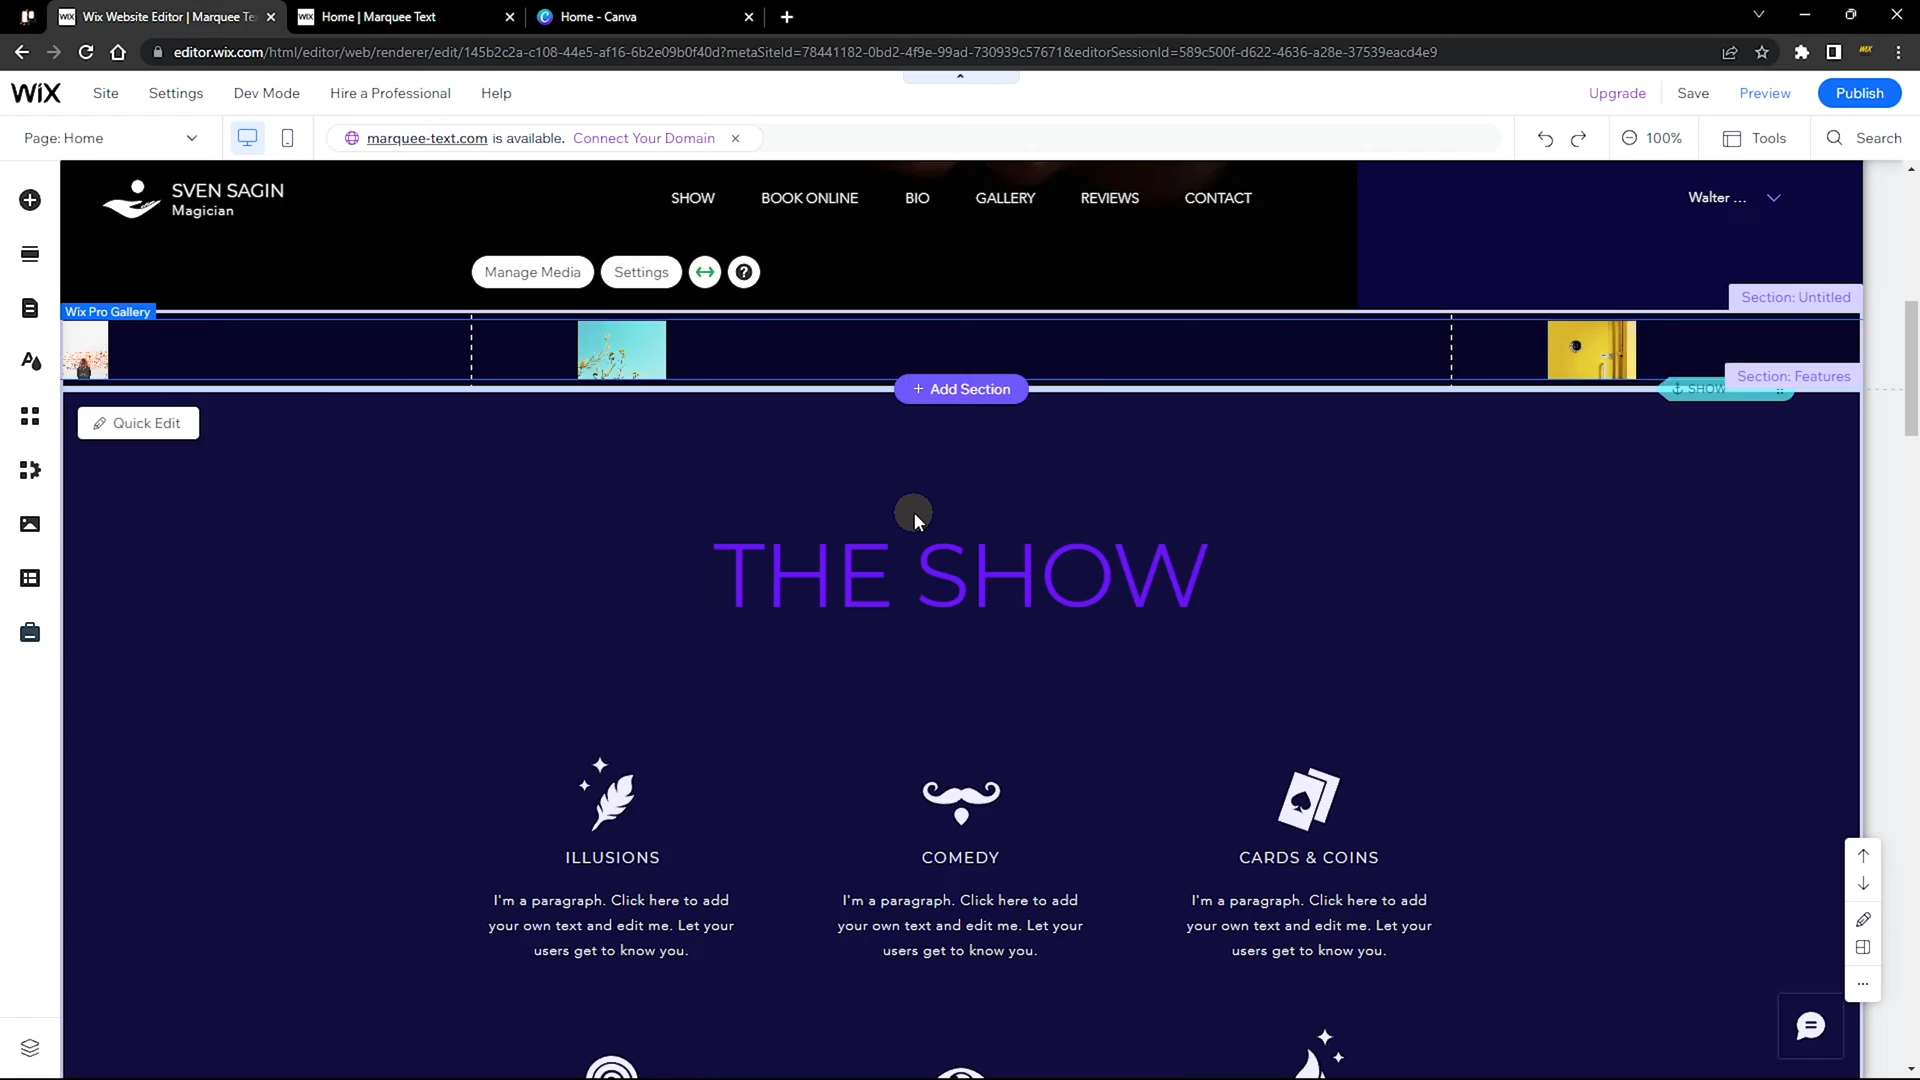 Wix Website Editor | Marquee Te
Home | Marquee Text
Home - Canva
editor.wix.com/html/editor/web/renderer/edit/145b2c2a-c108-44e5-af16-6b2e09b0f40d?metaSiteId=78441182-0bd2-4f9e-99ad-730939c57671&editorSessionId=589c500f-d622-4636-a28e-37539eacd4e9
WiX Site Settings Dev Mode Hire a Professional Help Upgrade Save Preview Publish
Page: Home marquee-text.com is available. Connect Your Domain 100% Tools Search
SVEN SAGIN
Magician
SHOW BOOK ONLINE BIO GALLERY REVIEWS CONTACT Walter ...
Manage Media Settings ?
Section: Untitled
Wix Pro Gallery
Section: Features
+ Add Section SHOW
Quick Edit
THE SHOW
ILLUSIONS
I'm a paragraph. Click here to add
your own text and edit me. Let your
users get to know you.
COMEDY
I'm a paragraph. Click here to add
your own text and edit me. Let your
users get to know you.
CARDS & COINS
I'm a paragraph. Click here to add
your own text and edit me. Let your
users get to know you.